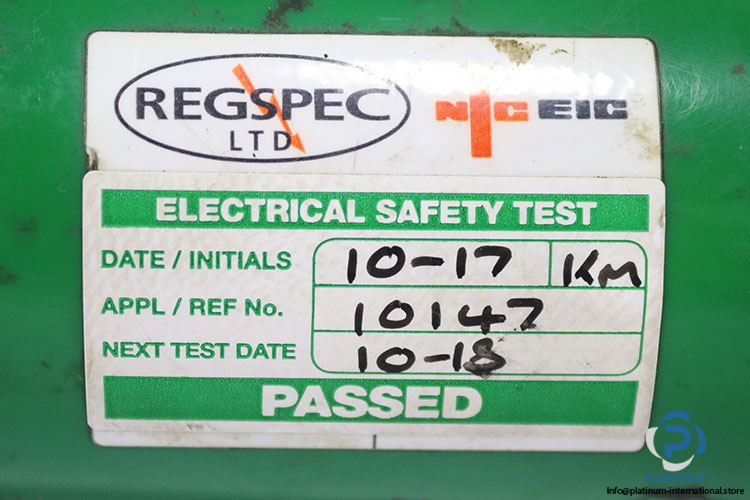 REGSPEC
LTD
NICEIC
ELECTRICAL SAFETY TEST
DATE / INITIALS 10-17 KM
APPL / REF No. 10147
NEXT TEST DATE 10-18
PASSED
Info@platinum-international.store